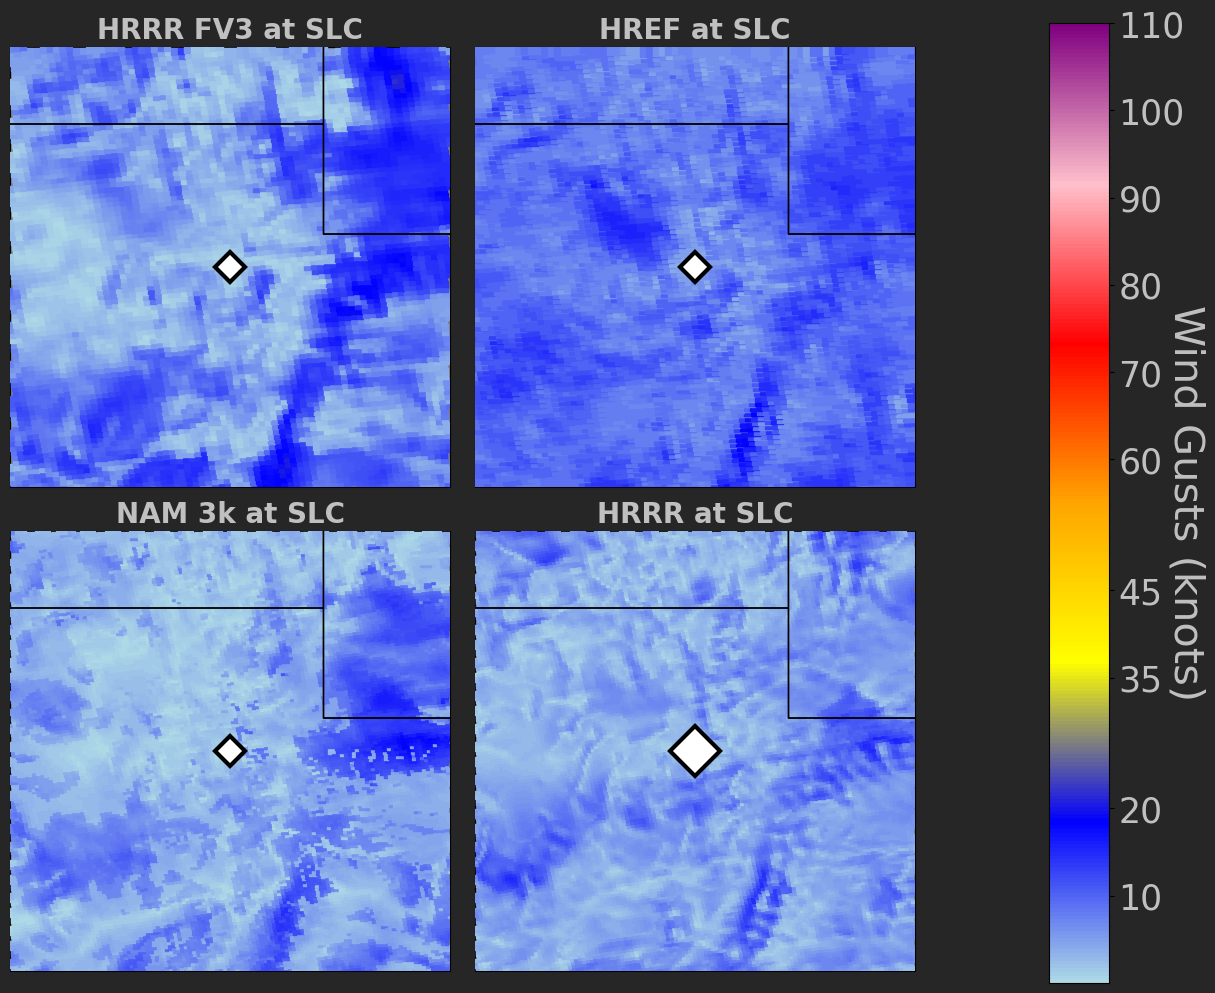 HRRR FV3 at SLC
HREF at SLC
NAM 3k at SLC
HRRR at SLC
110
100
90
80
70
60
45
35
20
10
Wind Gusts (knots)